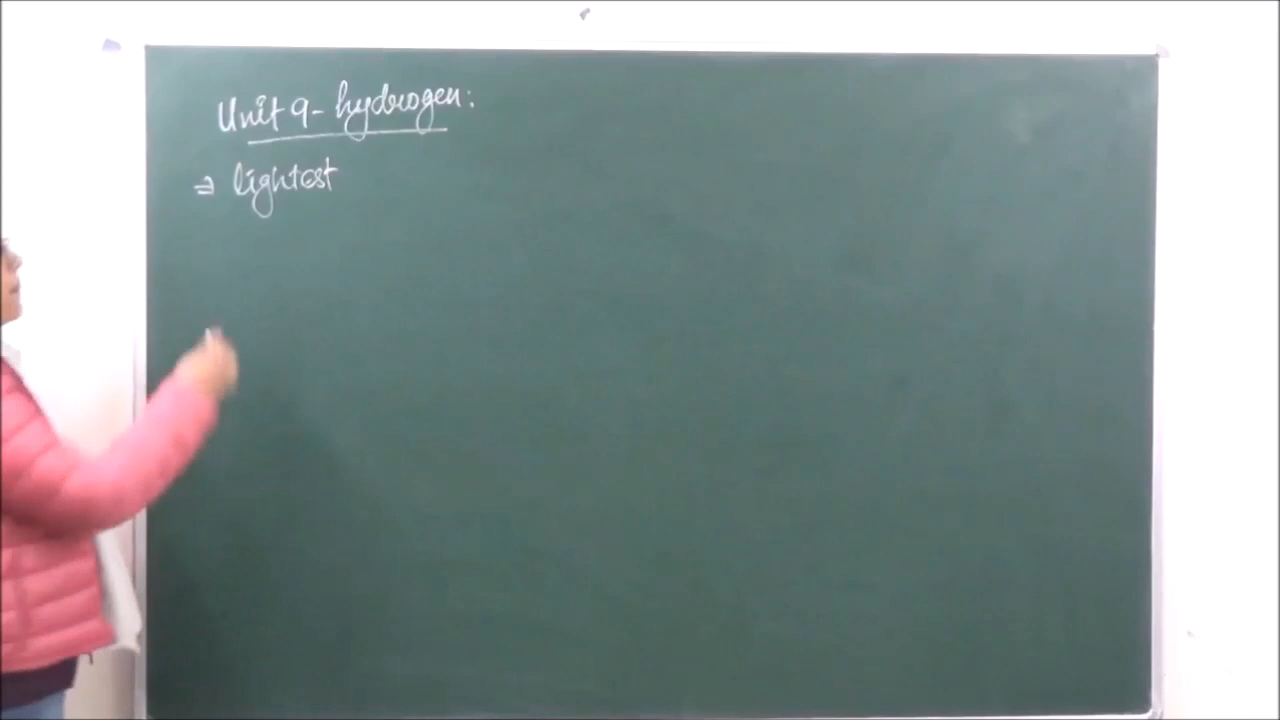 Unit 9- hydrogen:
⇒ lightest